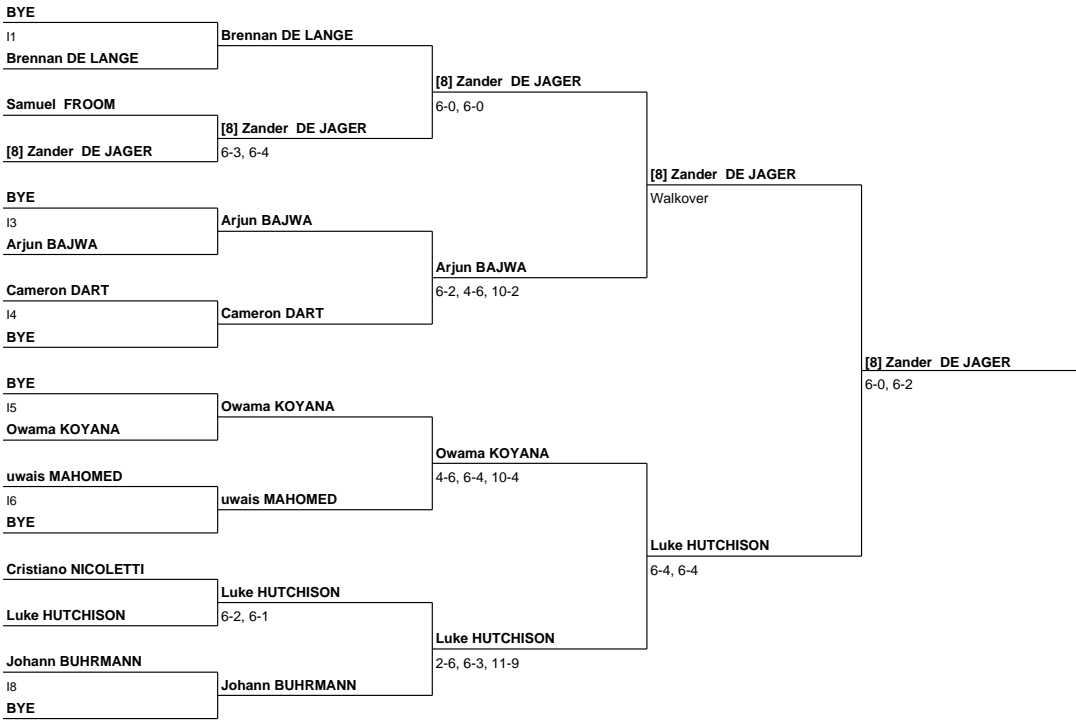 BYE
I1
Brennan DE LANGE
Samuel  FROOM
[8] Zander  DE JAGER
BYE
I3
Arjun BAJWA
Cameron DART
I4
BYE
BYE
I5
Owama KOYANA
uwais MAHOMED
I6
BYE
Cristiano NICOLETTI
Luke HUTCHISON
Johann BUHRMANN
I8
BYE
Brennan DE LANGE
[8] Zander  DE JAGER
6-3, 6-4
Arjun BAJWA
Cameron DART
Owama KOYANA
uwais MAHOMED
Luke HUTCHISON
6-2, 6-1
Johann BUHRMANN
[8] Zander  DE JAGER
6-0, 6-0
Arjun BAJWA
6-2, 4-6, 10-2
Owama KOYANA
4-6, 6-4, 10-4
Luke HUTCHISON
2-6, 6-3, 11-9
[8] Zander  DE JAGER
Walkover
Luke HUTCHISON
6-4, 6-4
[8] Zander  DE JAGER
6-0, 6-2